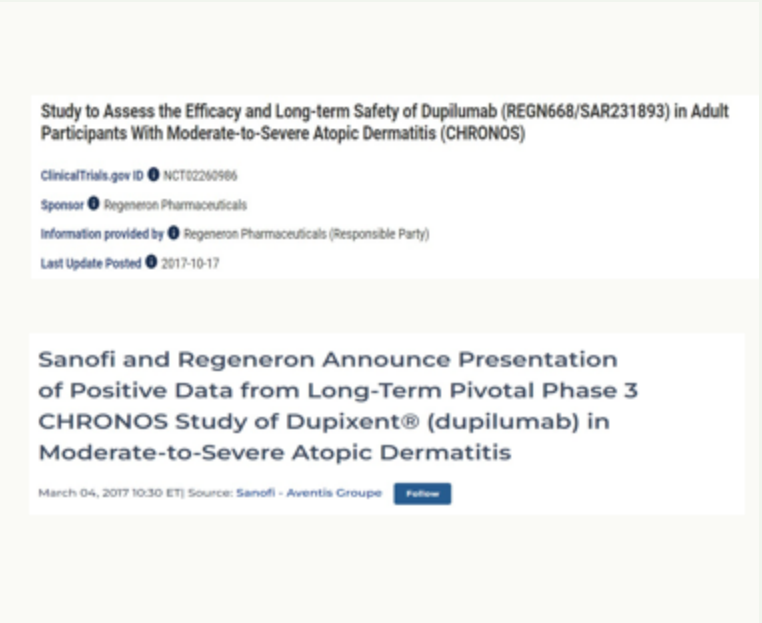 Study to Assess the Efficacy and Long-term Safety of Dupilumab (REGN668/SAR231893) in Adult
Participants With Moderate-to-Severe Atopic Dermatitis (CHRONOS)
ClinicalTrials.gov ID i NCT02260986
Sponsor i Regeneron Pharmaceuticals
Information provided by i Regeneron Pharmaceuticals (Responsible Party)
Last Update Posted i 2017-10-17
Sanofi and Regeneron Announce Presentation
of Positive Data from Long-Term Pivotal Phase 3
CHRONOS Study of Dupixent® (dupilumab) in
Moderate-to-Severe Atopic Dermatitis
March 04, 2017 10:30 ET| Source: Sanofi - Aventis Groupe Follow